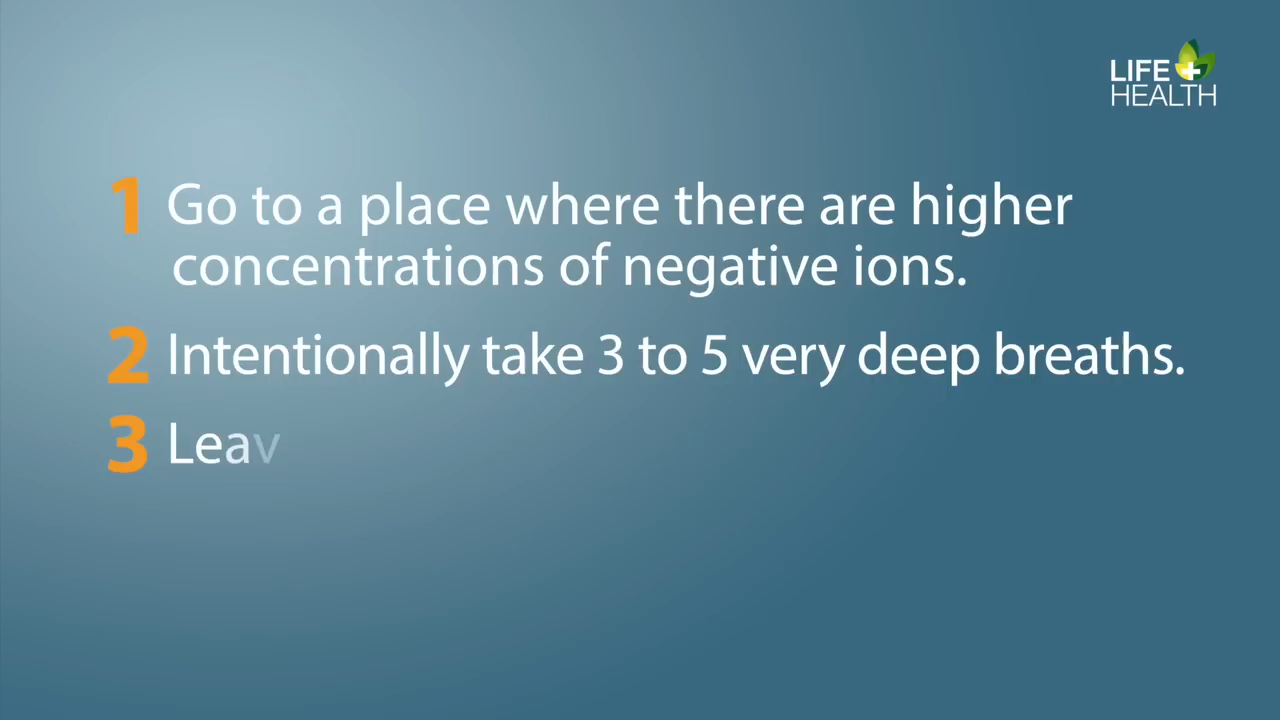 LIFE
HEALTH
1 Go to a place where there are higher
concentrations of negative ions.
2 Intentionally take 3 to 5 very deep breaths.
3 Leav